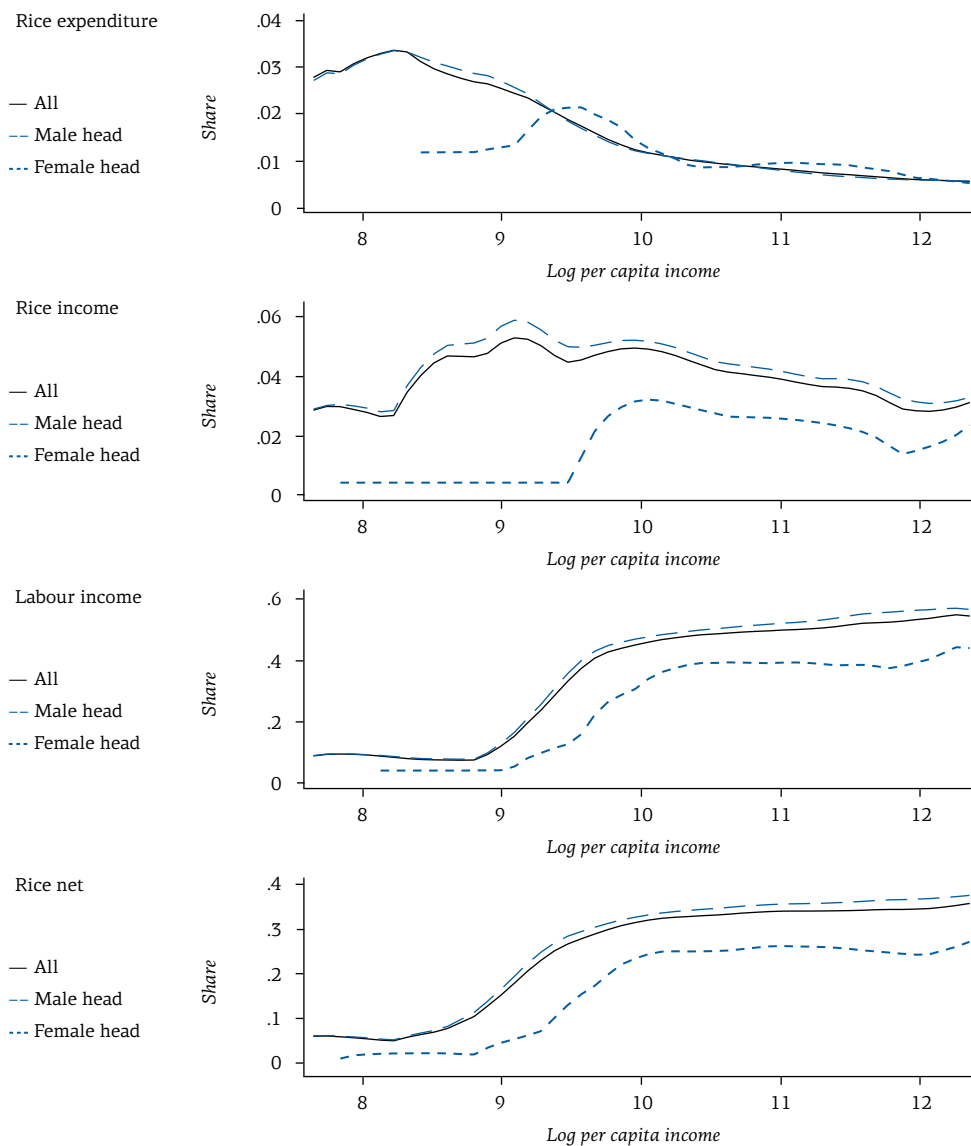 Rice expenditure
— All
-- Male head
--- Female head
Share
.04
.03
.02
.01
0
8 9 10 11 12
Log per capita income
Rice income
— All
-- Male head
--- Female head
Share
.06
.04
.02
0
8 9 10 11 12
Log per capita income
Labour income
— All
-- Male head
--- Female head
Share
.6
.4
.2
0
8 9 10 11 12
Log per capita income
Rice net
— All
-- Male head
--- Female head
Share
.4
.3
.2
.1
0
8 9 10 11 12
Log per capita income